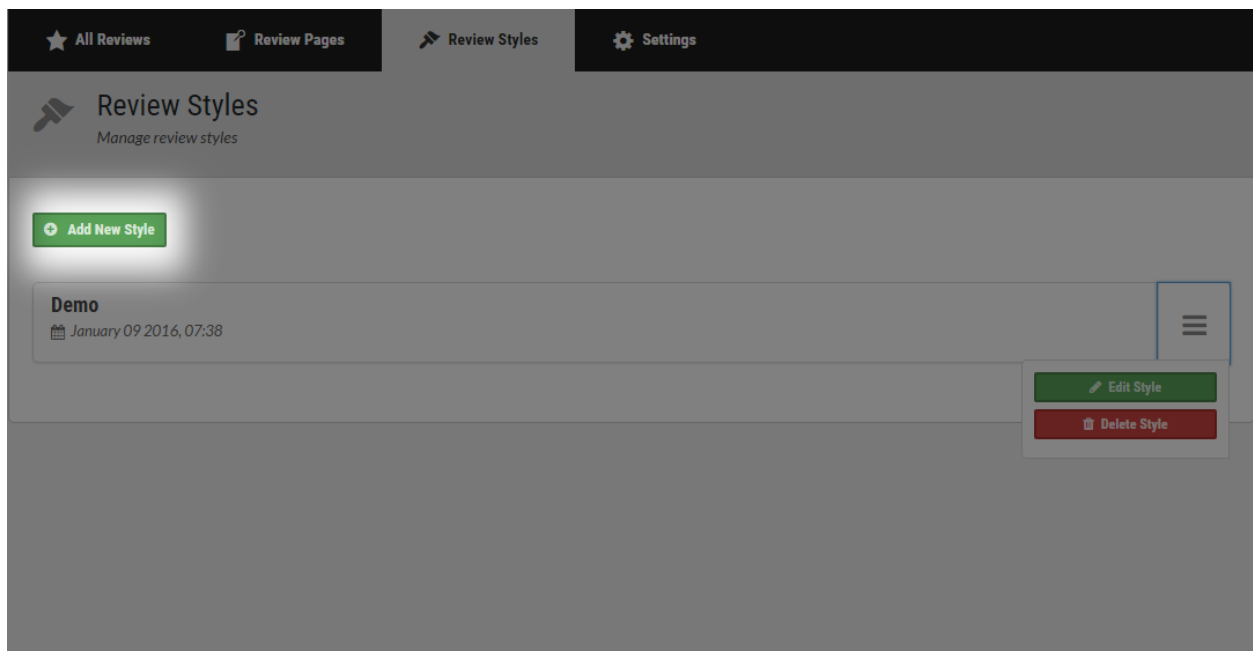 All Reviews
Review Pages
Review Styles
Settings
Review Styles
Manage review styles
Add New Style
Demo
January 09 2016, 07:38
Edit Style
Delete Style